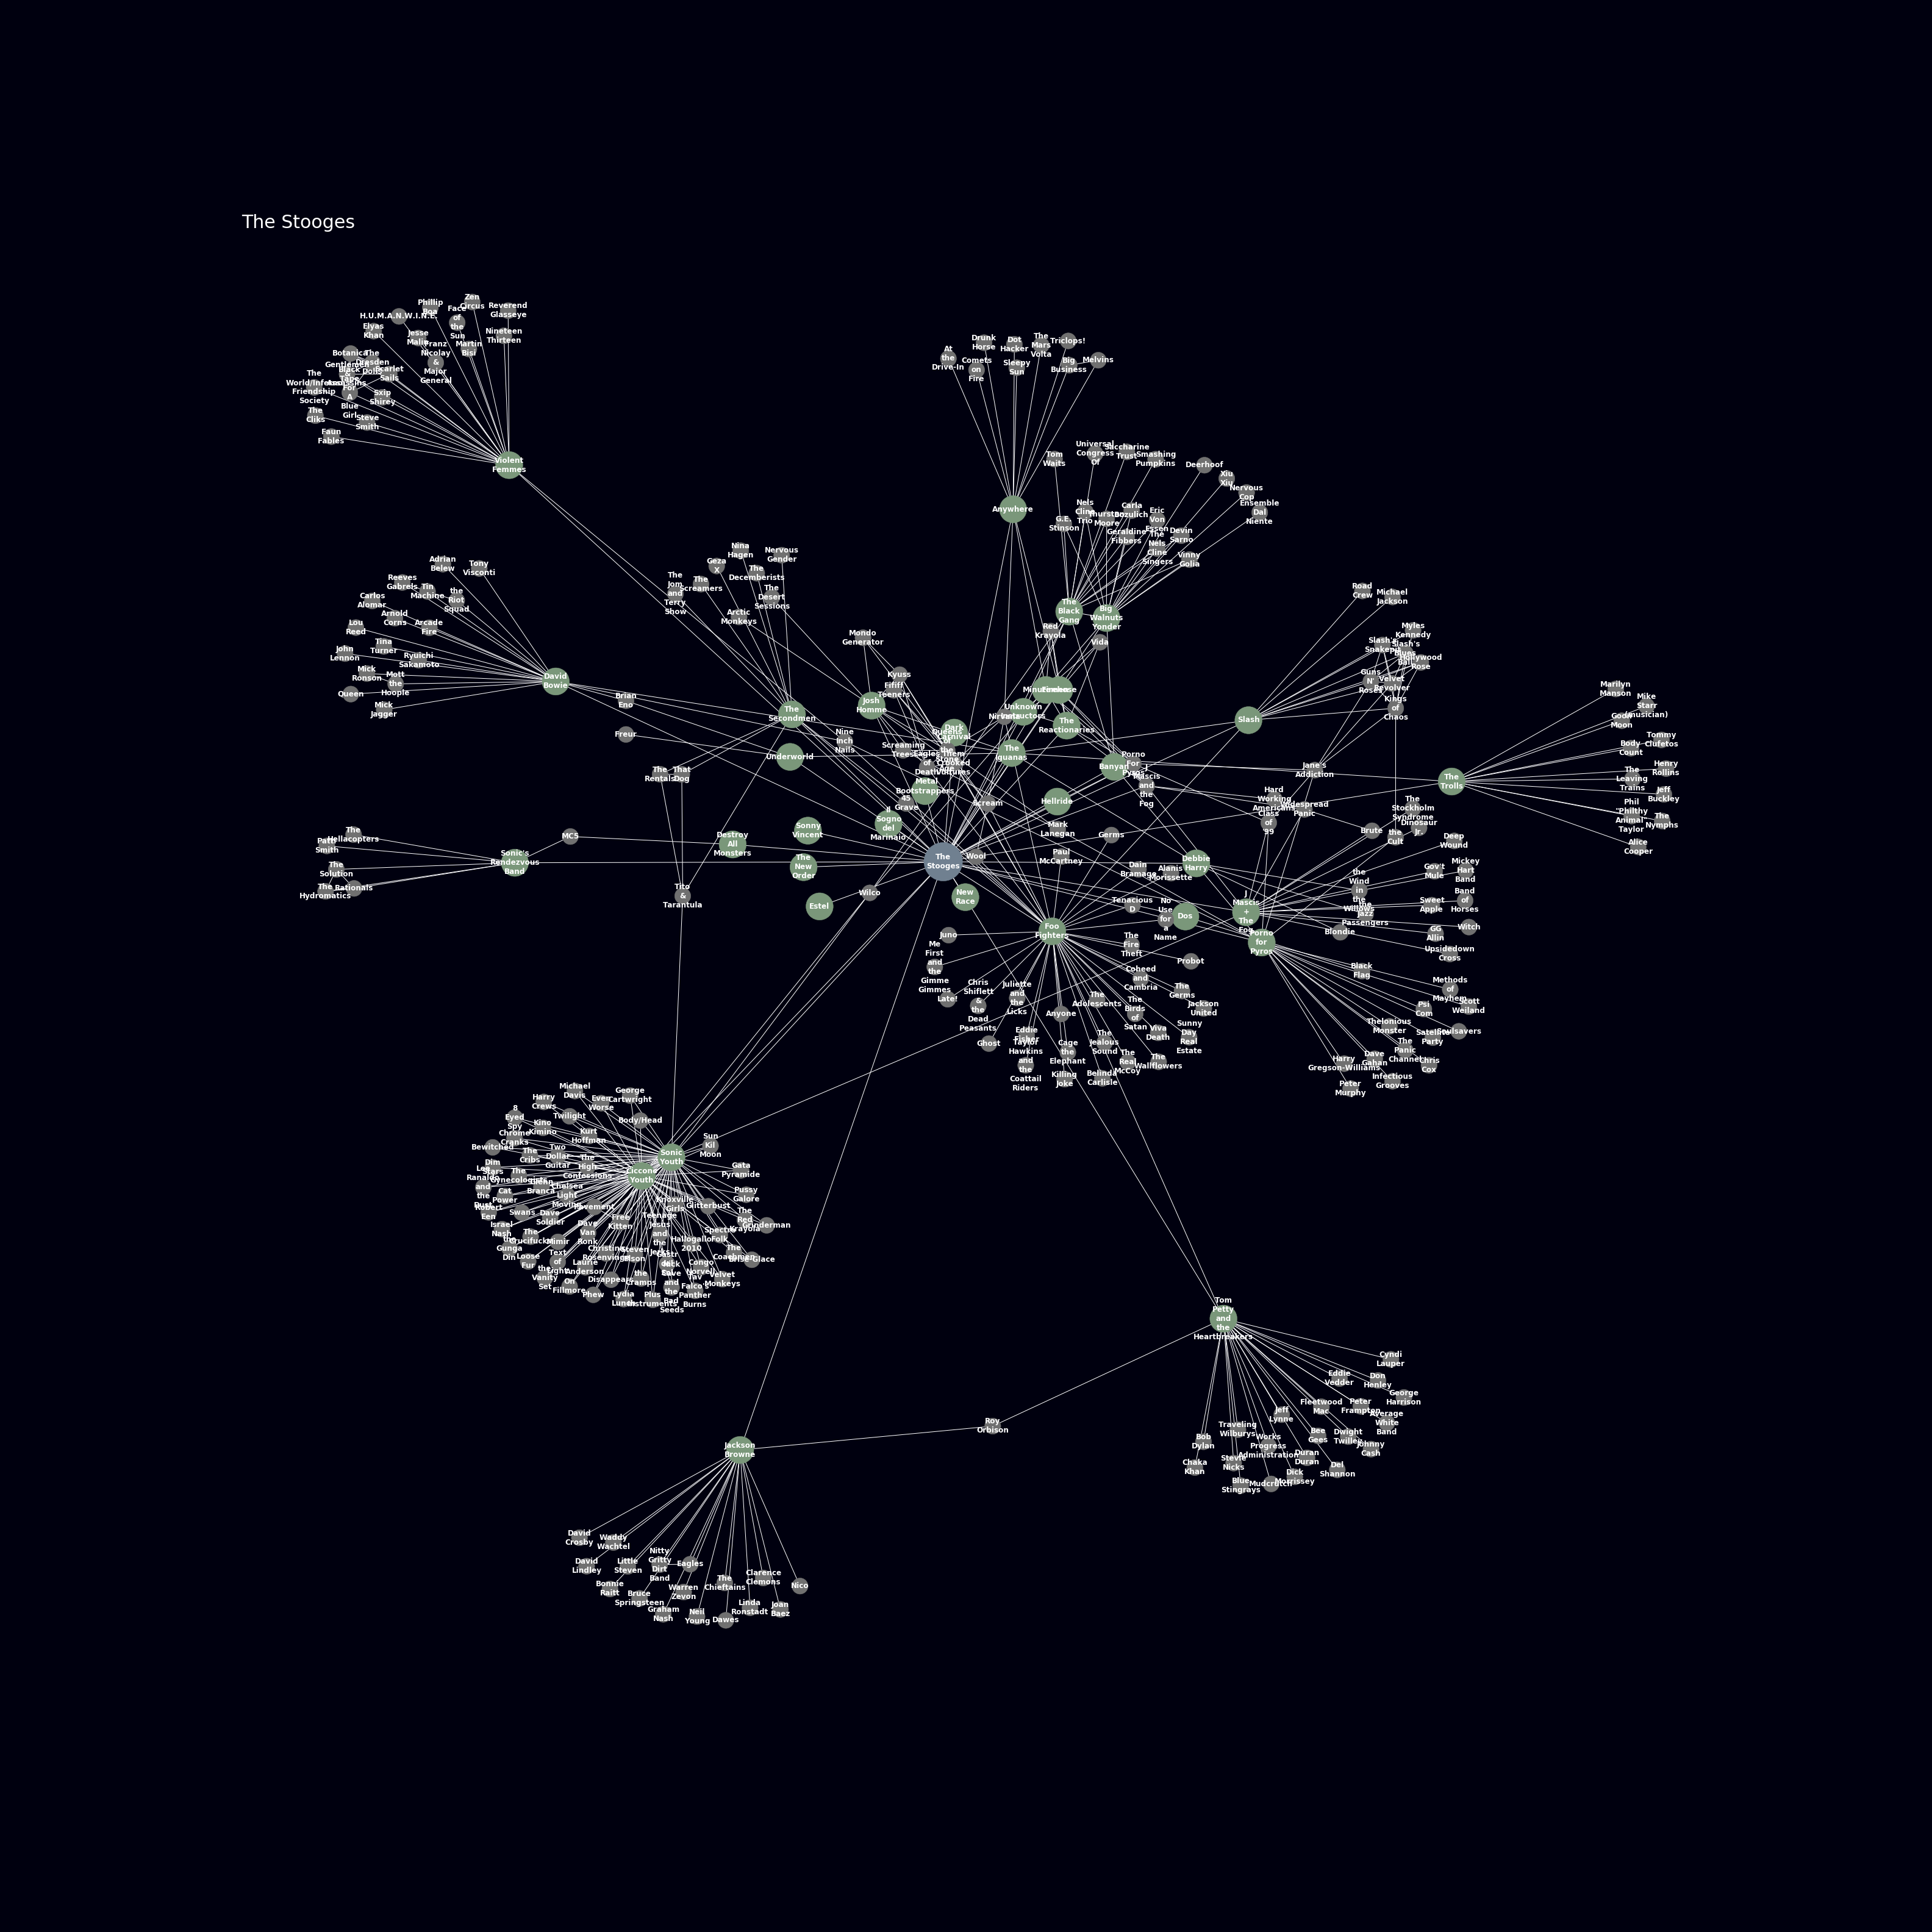 The Stooges
Phillip Boa
Zen Circus
Face of the Sun
Reverend Glasseye
H.U.M.A.N.W.I.N.E.
Elyas Khan
Jesse Malin
Franz Nicolay & Major General
Martin Bisi
Nineteen Thirteen
Botanica
The Dresden Dolls
Scarlet Sails
The World/Inferno Friendship Society
Black Tape For A Blue Girl
Sxip Shirey
The Cliks
Steve Smith
Faun Fables
Violent Femmes
At the Drive-In
Drunk Horse
Comets on Fire
Dot Hacker
Sleepy Sun
The Mars Volta
Triclops!
Big Business
Melvins
Anywhere
Tom Waits
Universal Congress Of
Saccharine Trust
Smashing Pumpkins
Deerhoof
Xiu Xiu
Nervous Cop
Ensemble Dal Niente
G.E. Stinson
Nels Cline Trio
Thurston Moore
Carla Bozulich
Geraldine Fibbers
Eric Von Essen
The Nels Cline Singers
Devin Sarno
Vinny Golia
The Black Gang
Big Walnuts Yonder
Red Krayola
Vida
Adrian Belew
Tony Visconti
Reeves Gabrels
Tin Machine
the Riot Squad
Carlos Alomar
Arnold Corns
Arcade Fire
Lou Reed
Tina Turner
Ryuichi Sakamoto
John Lennon
Mick Ronson
Mott the Hoople
Queen
Mick Jagger
David Bowie
Brian Eno
Freur
Nina Hagen
Nervous Gender
Geza X
The Decemberists
The Jom and Terry Show
The Screamers
The Desert Sessions
Arctic Monkeys
Mondo Generator
Kyuss
Fififf Teeners
Josh Homme
The Secondmen
Underworld
Nine Inch Nails
Dark Carnival
Screaming Trees
Eagles of Death Metal
Them Crooked Vultures
Nirvana
Unknown Instructors
Minutemen
Firehose
The Reactionaries
The Iguanas
Bootstrappers
45 Grave
Il Sogno del Marinaio
Scream
Hellride
Mark Lanegan
Banyan
Porno For Pyros
J Mascis and the Fog
Germs
Paul McCartney
Wool
The Stooges
New Race
Sonny Vincent
The New Order
Estel
Destroy All Monsters
Wilco
The Rentals
That Dog
Tito & Tarantula
MC5
The Hellacopters
Patti Smith
The Solution
The Hydromatics
Rationals
Sonic's Rendezvous Band
Road Crew
Michael Jackson
Myles Kennedy
Slash's Snakepit
Slash's Blues Ball
Hollywood Rose
Guns N' Roses
Velvet Revolver
Kings of Chaos
Slash
Jane's Addiction
Hard Working Americans
Widespread Panic
Class of '99
The Stockholm Syndrome
Dinosaur Jr.
Brute
the Cult
Deep Wound
Gov't Mule
Mickey Hart Band
the Wind in the Willows
The Jazz Passengers
Blondie
Sweet Apple
Band of Horses
Witch
GG Allin
Upsidedown Cross
Marilyn Manson
Mike Starr (musician)
Godr Moon
Tommy Clufetos
Body Count
Henry Rollins
The Leaving Trains
Jeff Buckley
Phil "Philthy Animal" Taylor
The Nymphs
Alice Cooper
The Trolls
Debbie Harry
Dain Bramage
Alanis Morissette
Tenacious D
No Use for a Name
Dos
J Mascis + The Fog
Porno for Pyros
Black Flag
Methods of Mayhem
Scott Weiland
Psi Com
Thelonious Monster
Satellite Party
Soulsavers
The Panic Channel
Dave Gahan
Chris Cox
Harry Gregson-Williams
Infectious Grooves
Peter Murphy
Foo Fighters
Juno
Me First and the Gimme Gimmes
Late!
Chris Shiflett & the Dead Peasants
Juliette and the Licks
Ghost
Eddie Fisher
Taylor Hawkins and the Coattail Riders
Anyone
Cage the Elephant
Killing Joke
The Adolescents
The Jealous Sound
Belinda Carlisle
The Real McCoy
The Fire Theft
Coheed and Cambria
The Birds of Satan
Viva Death
The Wallflowers
Probot
The Germs
Jackson United
Sunny Day Real Estate
Michael Davis
George Cartwright
Harry Crews
Even Worse
8 Eyed Spy
Twilight
Body/Head
Kino Kimino
Kurt Hoffman
Chrome Cranks
Bewitched
The Cribs
Two Dollar Guitar
The High Confessions
Sun Kil Moon
Sonic Youth
Ciccone Youth
Gata Pyramide
Dim Stars
Lee Ranaldo and the Dust
The Gynecologists
Glenn Branca
Chelsea Light Moving
Cat Power
Robert Een
Swans
Dave Soldier
Pavement
Israel Nash
The Crucifucks
Mimir
Dave Van Ronk
Free Kitten
Knoxville Girls
Glitterbust
Pussy Galore
The Red Krayola
Grinderman
Teenage Jesus and the Jerks
Hallogallo 2010
Spectre Folk
The Coachmen
Brise-Glace
the Gunga Din
Loose Fur
Text of Light
Laurie Anderson
Christina Rosenvinge
Steven Tyson
Congo Norvell
Velvet Monkeys
the Vanity Set
On Fillmore
Phew
Disappears
the Cramps
Lydia Lunch
Plus Instruments
Tav Falco's Panther Burns
Tom Petty and the Heartbreakers
Cyndi Lauper
Eddie Vedder
Don Henley
George Harrison
Fleetwood Mac
Peter Frampton
Average White Band
Jeff Lynne
Traveling Wilburys
Bee Gees
Dwight Twilley
Johnny Cash
Bob Dylan
Works Progress Administration
Duran Duran
Del Shannon
Chaka Khan
Stevie Nicks
Blue Stingrays
Mudcrutch
Dick Morrissey
Roy Orbison
Jackson Browne
David Crosby
Waddy Wachtel
David Lindley
Little Steven
Nitty Gritty Dirt Band
Eagles
Bonnie Raitt
Bruce Springsteen
Warren Zevon
The Chieftains
Clarence Clemons
Nico
Graham Nash
Neil Young
Dawes
Linda Ronstadt
Joan Baez